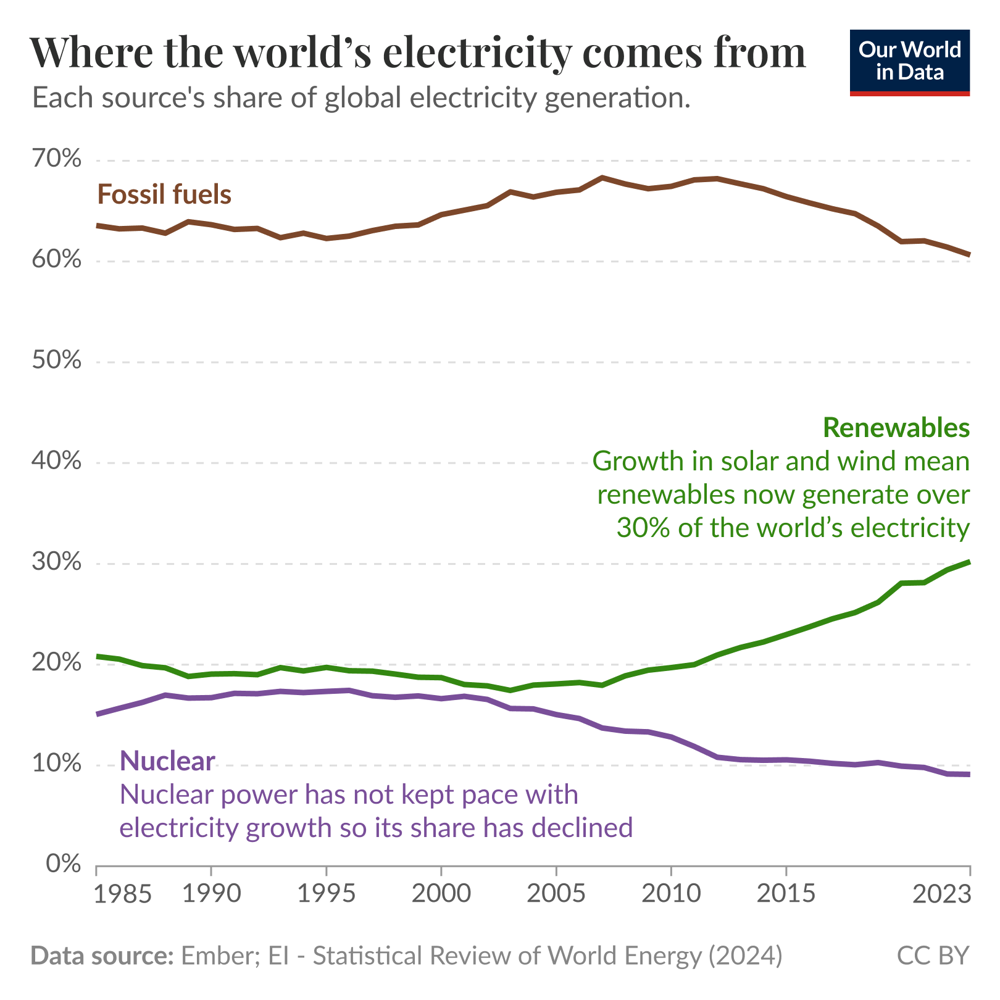 Where the world's electricity comes from
Our World
in Data
Each source's share of global electricity generation.
70%
Fossil fuels
60%
50%
Renewables
40%
Growth in solar and wind mean
renewables now generate over
30% of the world's electricity
30%
20%
10%
Nuclear
Nuclear power has not kept pace with
electricity growth so its share has declined
0%
1985 1990 1995 2000 2005 2010 2015 2023
Data source: Ember; EI - Statistical Review of World Energy (2024) CC BY